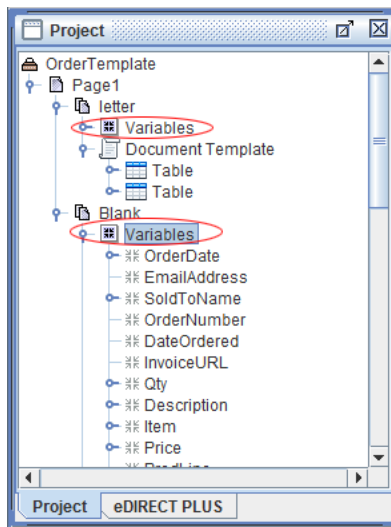 Project
OrderTemplate
Page1
letter
Variables
Document Template
Table
Table
Blank
Variables
OrderDate
EmailAddress
SoldToName
OrderNumber
DateOrdered
InvoiceURL
Qty
Description
Item
Price
ProdLine
Project eDIRECT PLUS